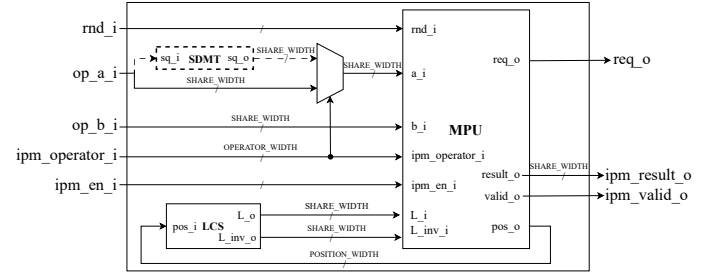 rnd_i
rnd_i
sq_i SDMT sq_o
SHARE_WIDTH
req_o
req_o
op_a_i
SHARE_WIDTH
SHARE_WIDTH
a_i
op_b_i
SHARE_WIDTH
b_i
MPU
ipm_operator_i
OPERATOR_WIDTH
ipm_operator_i
result_o
SHARE_WIDTH
ipm_result_o
ipm_en_i
ipm_en_i
valid_o
ipm_valid_o
pos_i LCS L_o
L_inv_o
SHARE_WIDTH
SHARE_WIDTH
L_i
L_inv_i
pos_o
POSITION_WIDTH